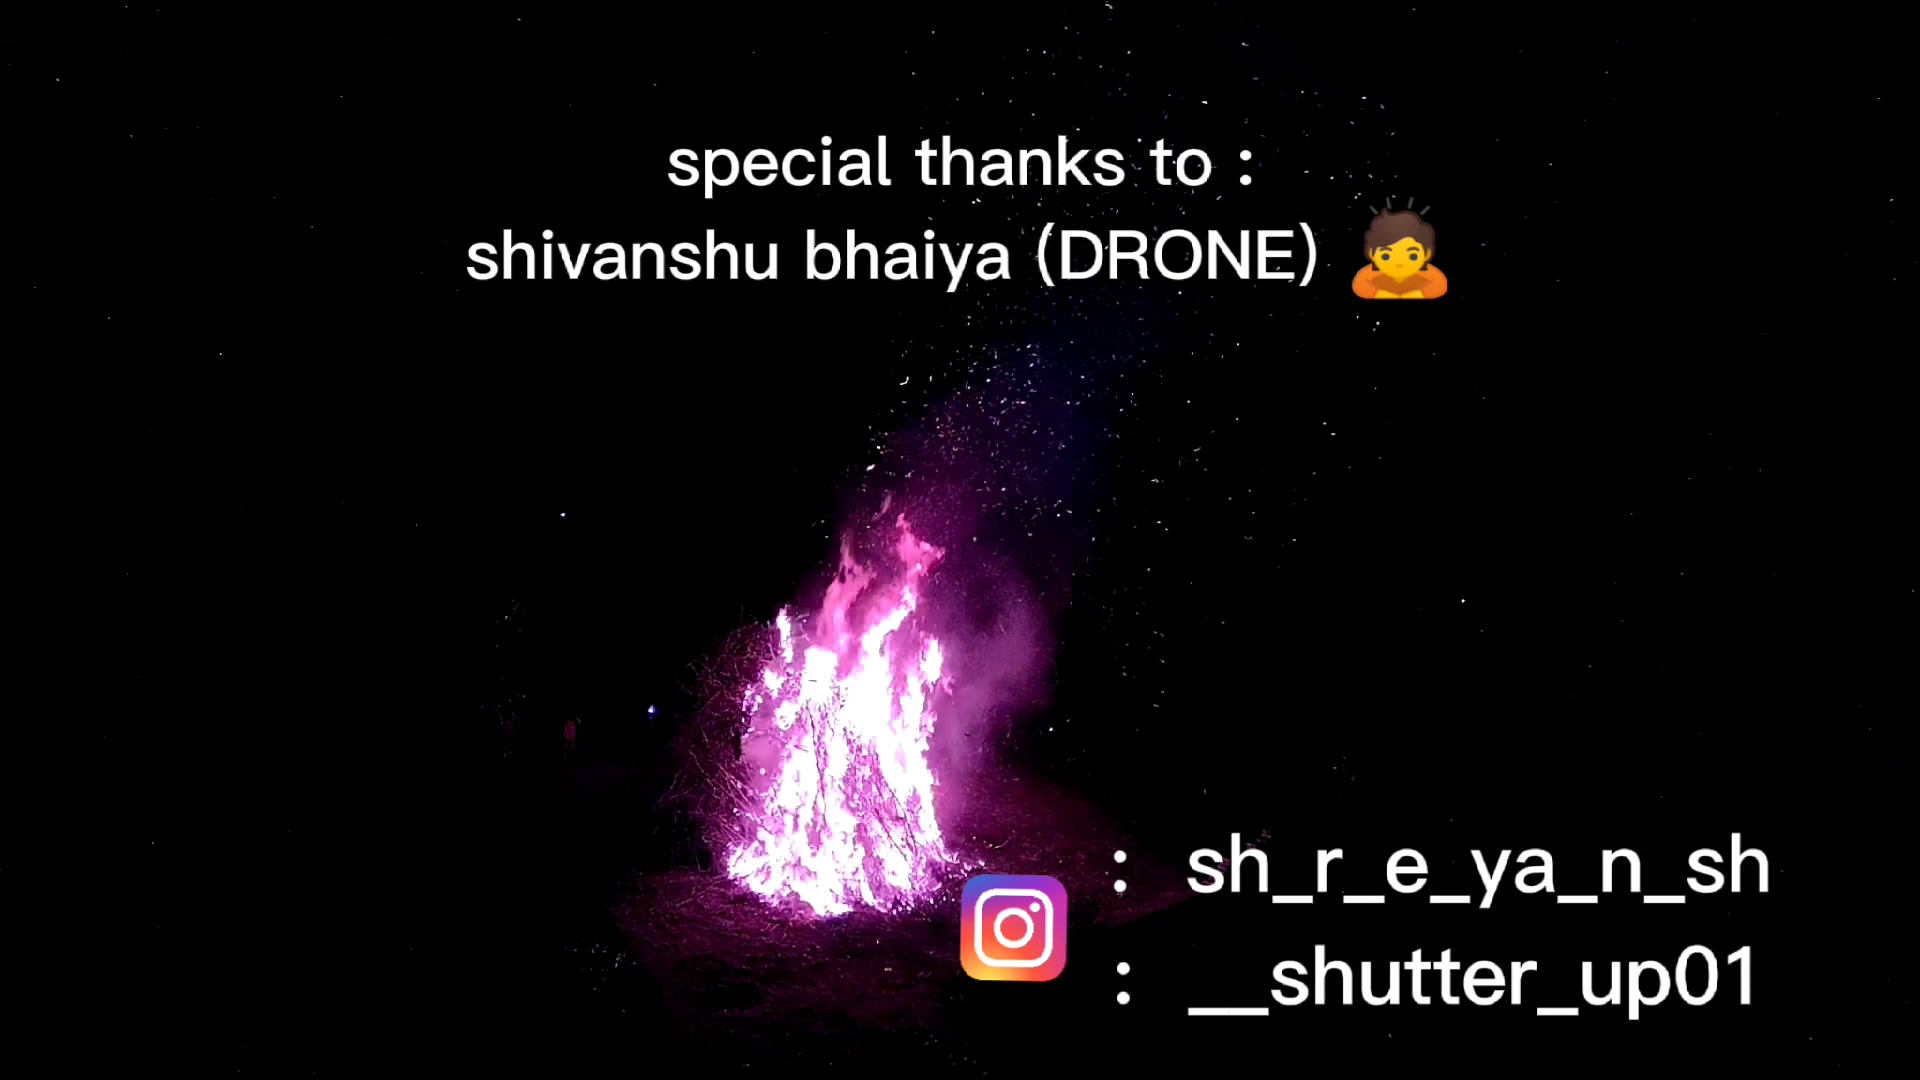 special thanks to :
shivanshu bhaiya (DRONE) 🙇
: sh_r_e_ya_n_sh
: __shutter_up01